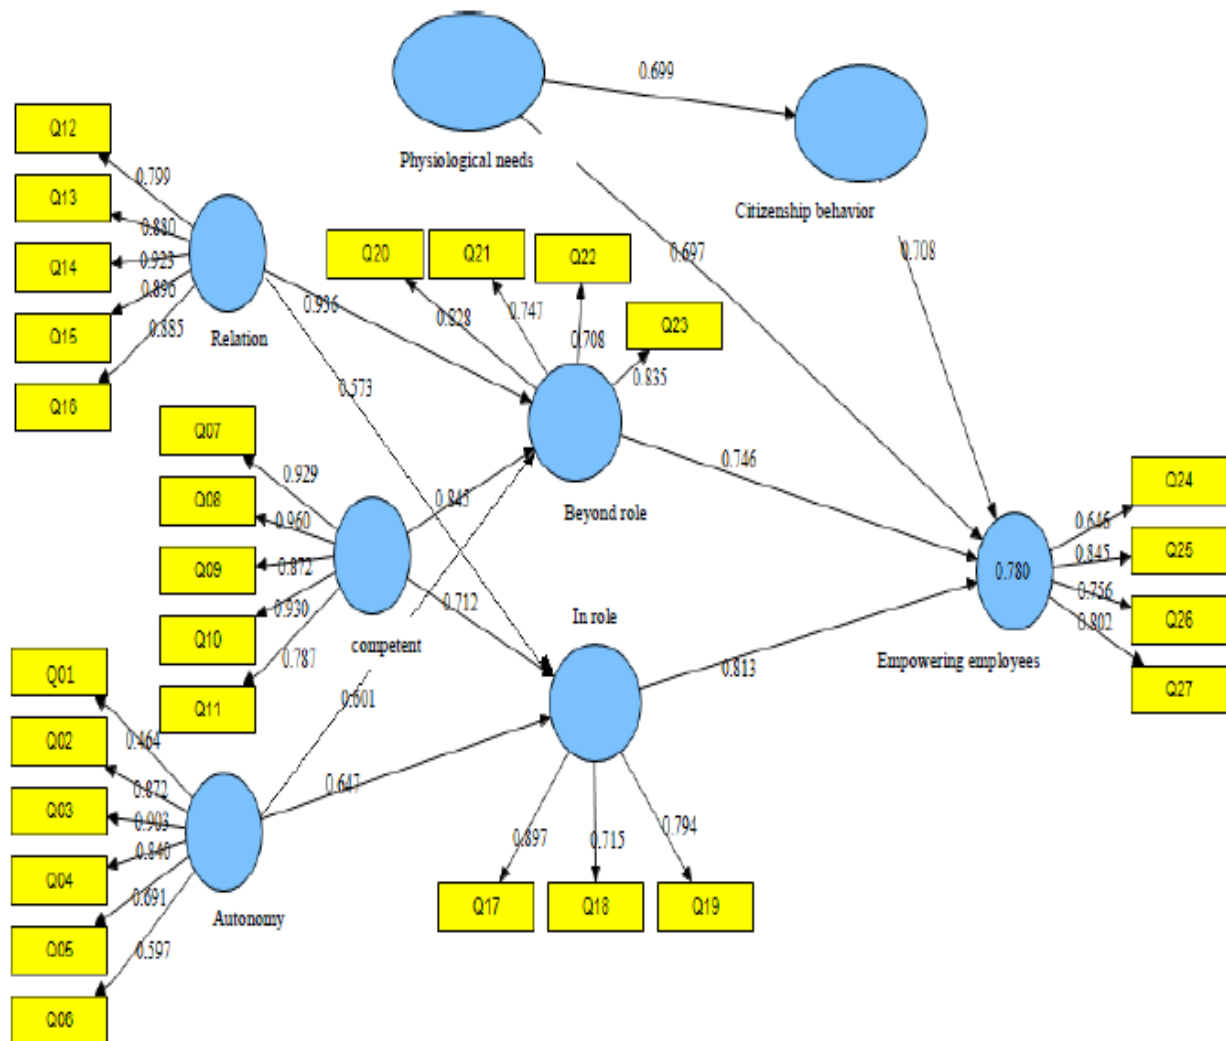 0.699
Physiological needs
Citizenship behavior
Q12
0.799
Q13
0.880
Q14
0.923
Q15
0.896
Q16
0.885
Relation
Q20
Q21
Q22
Q23
0.828
0.747
0.708
0.835
0.936
0.573
0.697
0.708
Q07
0.929
Q08
0.960
Q09
0.872
Q10
0.930
Q11
0.787
competent
0.845
0.712
Beyond role
0.746
In role
0.780
Empowering employees
0.813
Q24
0.646
Q25
0.845
Q26
0.756
Q27
0.802
Q01
0.464
Q02
0.872
Q03
0.903
Q04
0.840
Q05
0.691
Q06
0.597
Autonomy
0.601
0.647
0.897
0.715
0.794
Q17
Q18
Q19